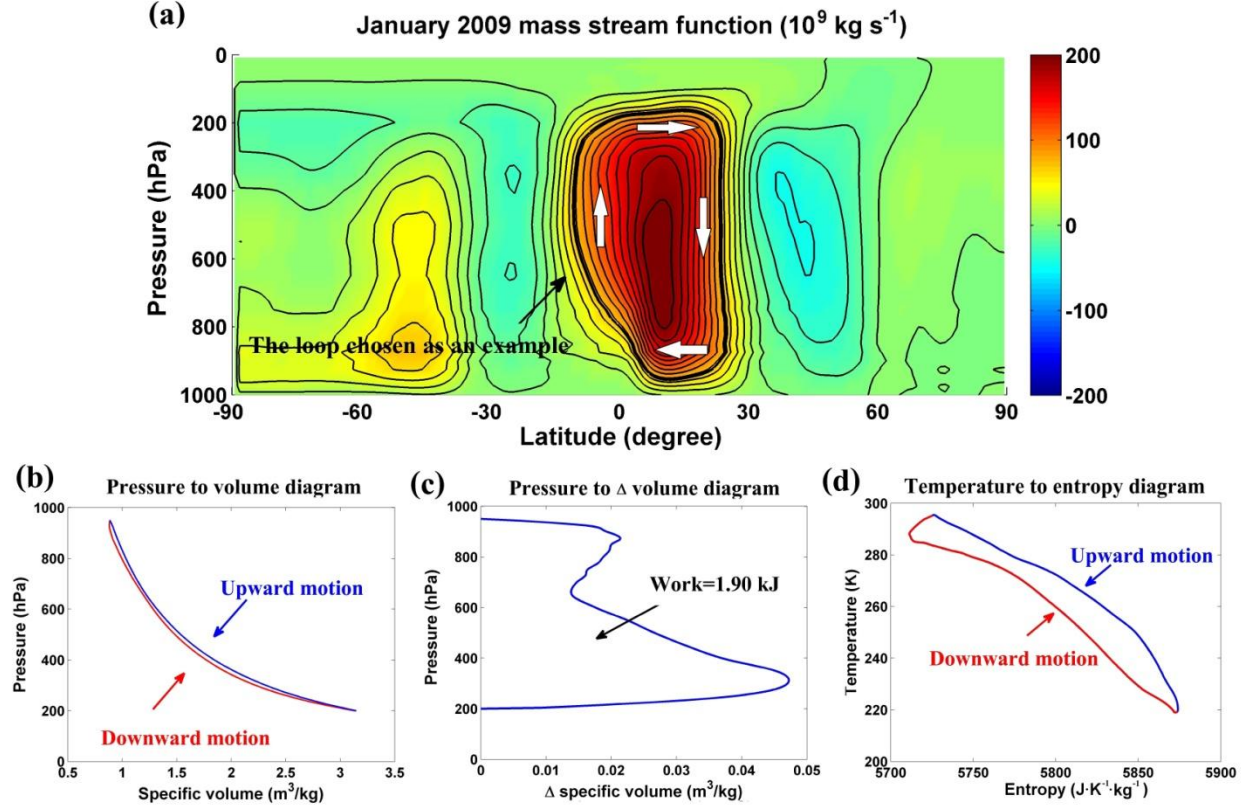 (a)
January 2009 mass stream function (10⁹ kg s⁻¹)
Pressure (hPa)
0
200
400
600
800
1000
The loop chosen as an example
-90
-60
-30
0
30
60
90
Latitude (degree)
200
100
0
-100
-200
(b)
Pressure to volume diagram
Pressure (hPa)
1000
800
600
400
200
0
Upward motion
Downward motion
0.5
1
1.5
2
2.5
3
3.5
Specific volume (m³/kg)
(c)
Pressure to Δ volume diagram
Pressure (hPa)
1000
800
600
400
200
0
Work=1.90 kJ
0
0.01
0.02
0.03
0.04
0.05
Δ specific volume (m³/kg)
(d)
Temperature to entropy diagram
Temperature (K)
300
280
260
240
220
200
Upward motion
Downward motion
5700
5750
5800
5850
5900
Entropy (J·K⁻¹·kg⁻¹)